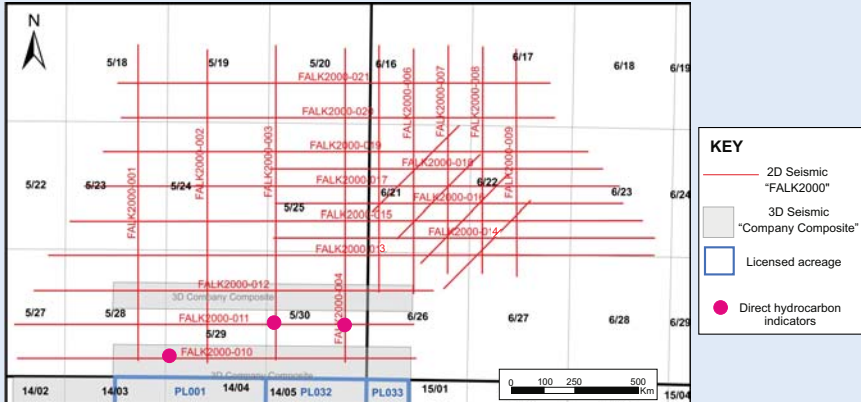 N
5/18
5/19
5/20
6/16
6/17
6/18
6/19
FALK2000-021
FALK2000-020
FALK2000-019
FALK2000-018
FALK2000-017
FALK2000-016
FALK2000-015
FALK2000-014
FALK2000-013
FALK2000-012
FALK2000-011
FALK2000-010
FALK2000-001
FALK2000-002
FALK2000-003
FALK2000-004
FALK2000-006
FALK2000-007
FALK2000-008
FALK2000-009
5/22
5/23
5/24
5/25
6/21
6/22
6/23
6/24
3D Company Composite
5/27
5/28
5/29
5/30
6/26
6/27
6/28
6/29
3D Company Composite
14/02
14/03
PL001
14/04
14/05
PL032
PL033
15/01
15/04
0 100 250 500
Km
KEY
2D Seismic
“FALK2000”
3D Seismic
“Company Composite”
Licensed acreage
Direct hydrocarbon
indicators